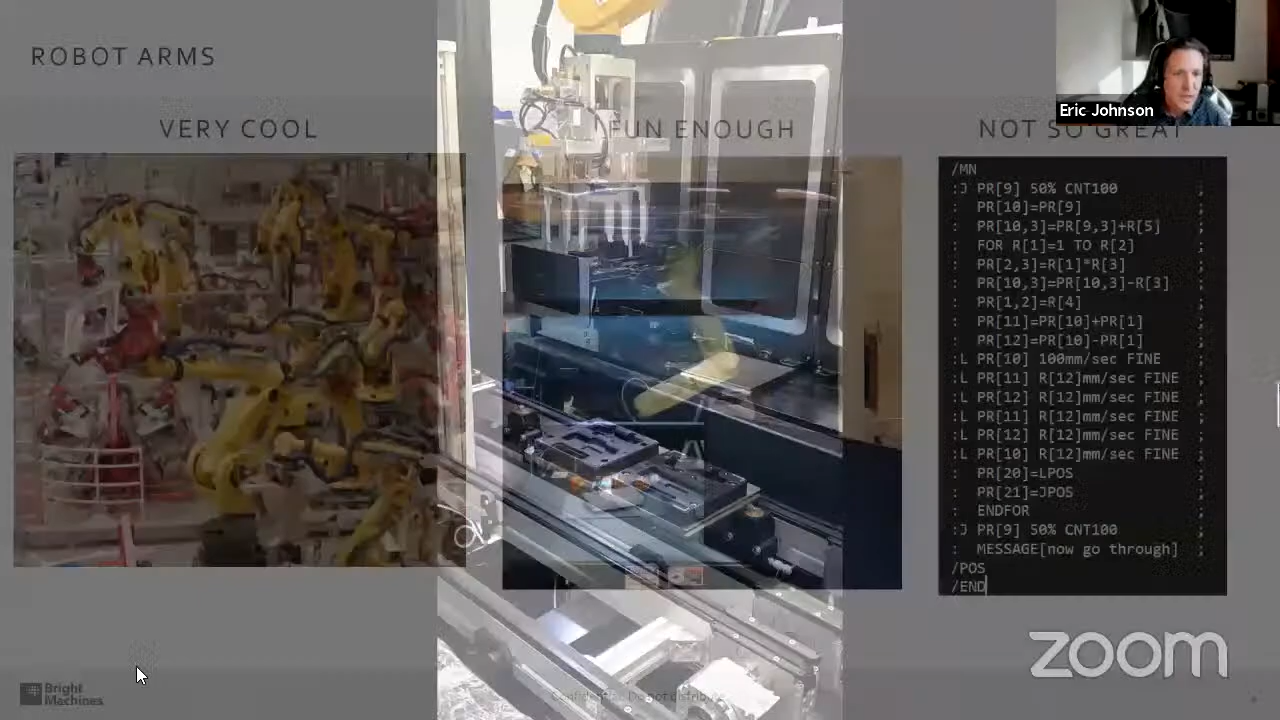 ROBOT ARMS
Eric Johnson
VERY COOL
FUN ENOUGH
NOT SO GREAT
/MN
:J PR[9] 50% CNT100 ;
: PR[10]=PR[9] ;
: PR[10,3]=PR[9,3]+R[5] ;
: FOR R[1]=1 TO R[2] ;
: PR[2,3]=R[1]*R[3] ;
: PR[10,3]=PR[10,3]-R[3] ;
: PR[1,2]=R[4] ;
: PR[11]=PR[10]+PR[1] ;
: PR[12]=PR[10]-PR[1] ;
:L PR[10] 100mm/sec FINE ;
:L PR[11] R[12]mm/sec FINE ;
:L PR[12] R[12]mm/sec FINE ;
:L PR[11] R[12]mm/sec FINE ;
:L PR[12] R[12]mm/sec FINE ;
:L PR[10] R[12]mm/sec FINE ;
: PR[20]=LPOS ;
: PR[21]=JPOS ;
: ENDFOR ;
:J PR[9] 50% CNT100 ;
: MESSAGE[now go through] ;
/POS
/END
zoom
Bright
Machines
Confidential Do not distribute